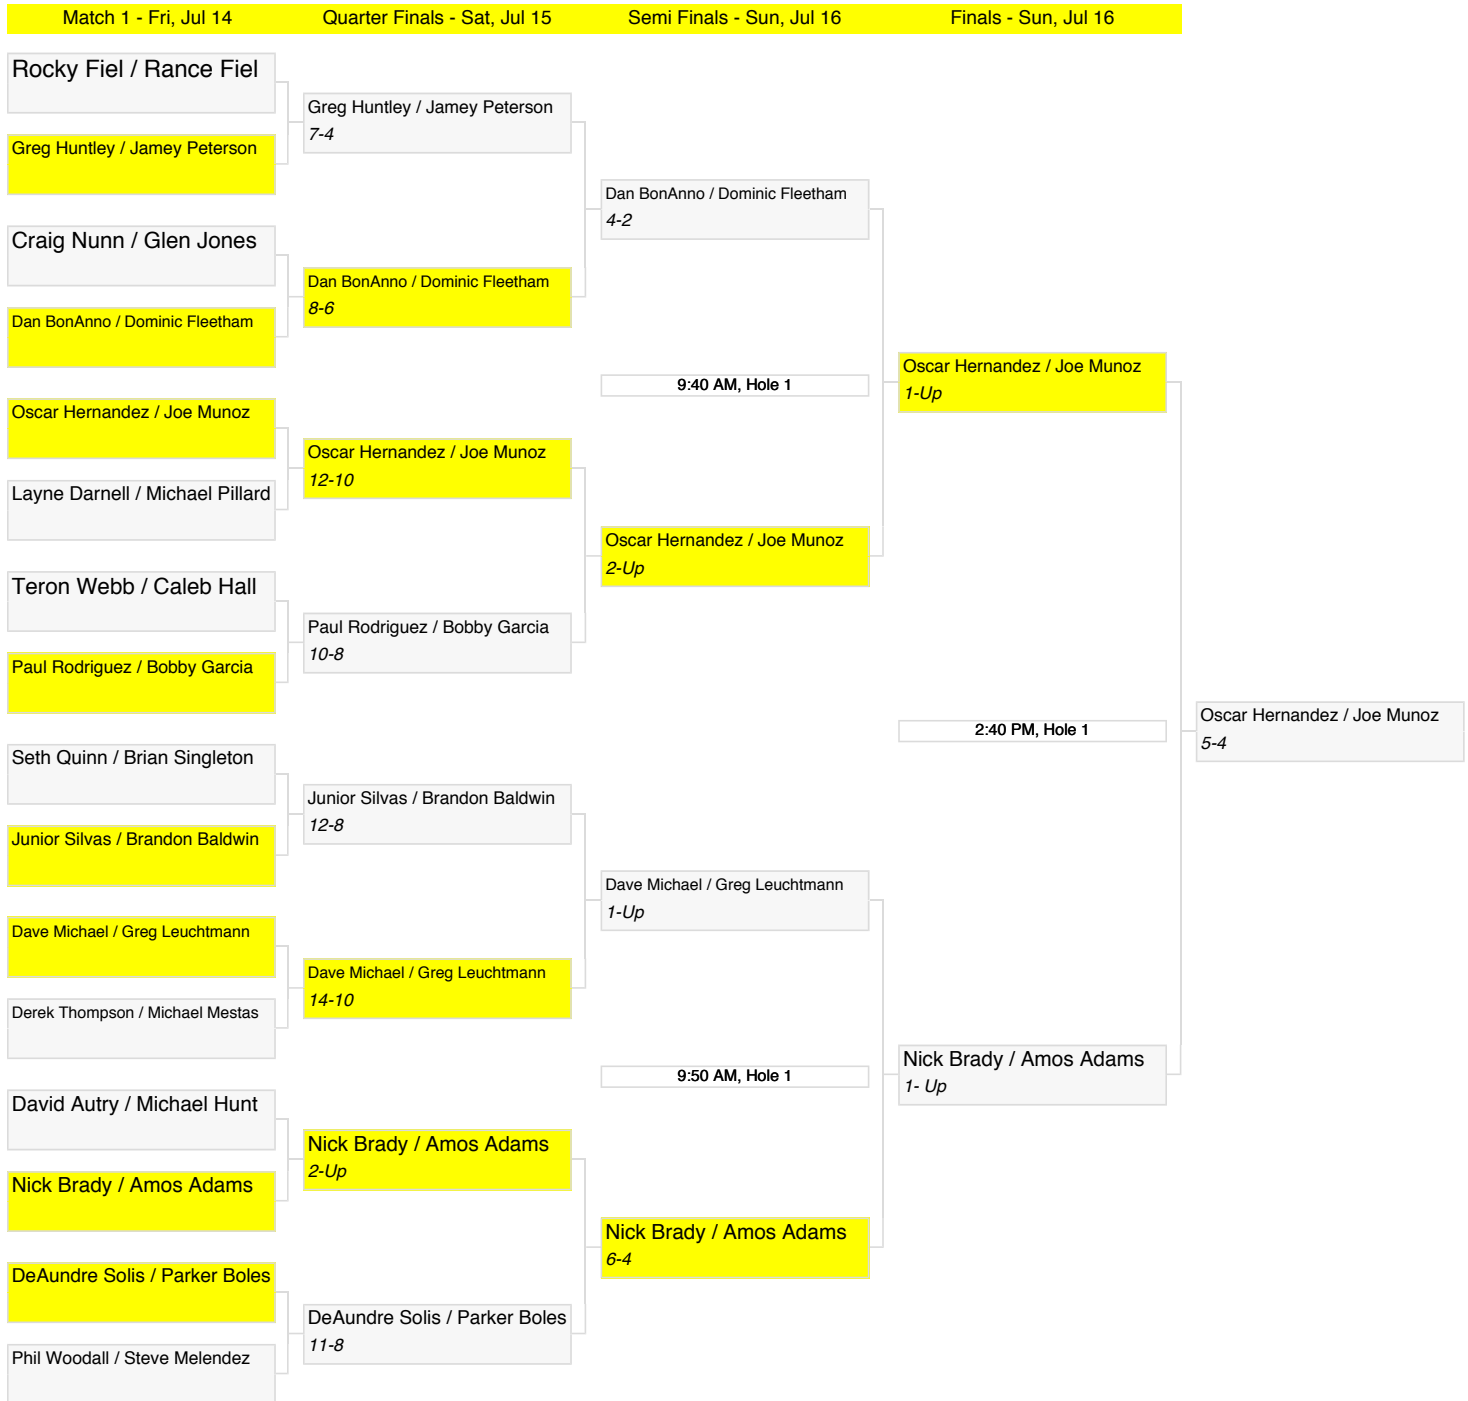 Match 1 - Fri, Jul 14
Quarter Finals - Sat, Jul 15
Semi Finals - Sun, Jul 16
Finals - Sun, Jul 16
Rocky Fiel / Rance Fiel
Greg Huntley / Jamey Peterson
Craig Nunn / Glen Jones
Dan BonAnno / Dominic Fleetham
Oscar Hernandez / Joe Munoz
Layne Darnell / Michael Pillard
Teron Webb / Caleb Hall
Paul Rodriguez / Bobby Garcia
Seth Quinn / Brian Singleton
Junior Silvas / Brandon Baldwin
Dave Michael / Greg Leuchtmann
Derek Thompson / Michael Mestas
David Autry / Michael Hunt
Nick Brady / Amos Adams
DeAundre Solis / Parker Boles
Phil Woodall / Steve Melendez
Greg Huntley / Jamey Peterson
7-4
Dan BonAnno / Dominic Fleetham
8-6
Oscar Hernandez / Joe Munoz
12-10
Paul Rodriguez / Bobby Garcia
10-8
Junior Silvas / Brandon Baldwin
12-8
Dave Michael / Greg Leuchtmann
14-10
Nick Brady / Amos Adams
2-Up
DeAundre Solis / Parker Boles
11-8
Dan BonAnno / Dominic Fleetham
4-2
9:40 AM, Hole 1
Oscar Hernandez / Joe Munoz
2-Up
Dave Michael / Greg Leuchtmann
1-Up
9:50 AM, Hole 1
Nick Brady / Amos Adams
6-4
Oscar Hernandez / Joe Munoz
1-Up
2:40 PM, Hole 1
Nick Brady / Amos Adams
1- Up
Oscar Hernandez / Joe Munoz
5-4